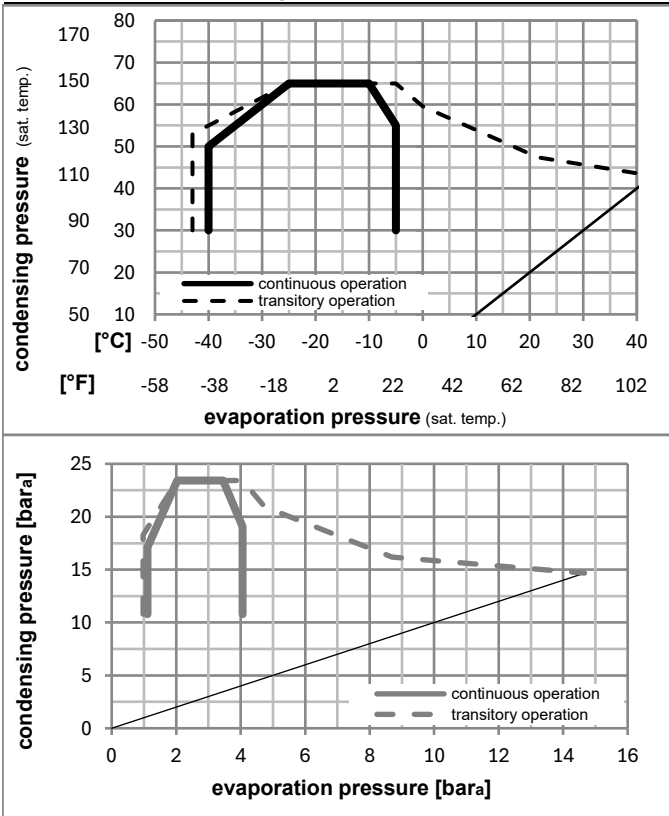 condensing pressure (sat. temp.)
170 80
70
150 60
130 50
110 40
90 30
70 20
50 10
continuous operation
transitory operation
[°C] -50 -40 -30 -20 -10 0 10 20 30 40
[°F] -58 -38 -18 2 22 42 62 82 102
evaporation pressure (sat. temp.)
condensing pressure [bara]
25
20
15
10
5
0
continuous operation
transitory operation
0 2 4 6 8 10 12 14 16
evaporation pressure [bara]